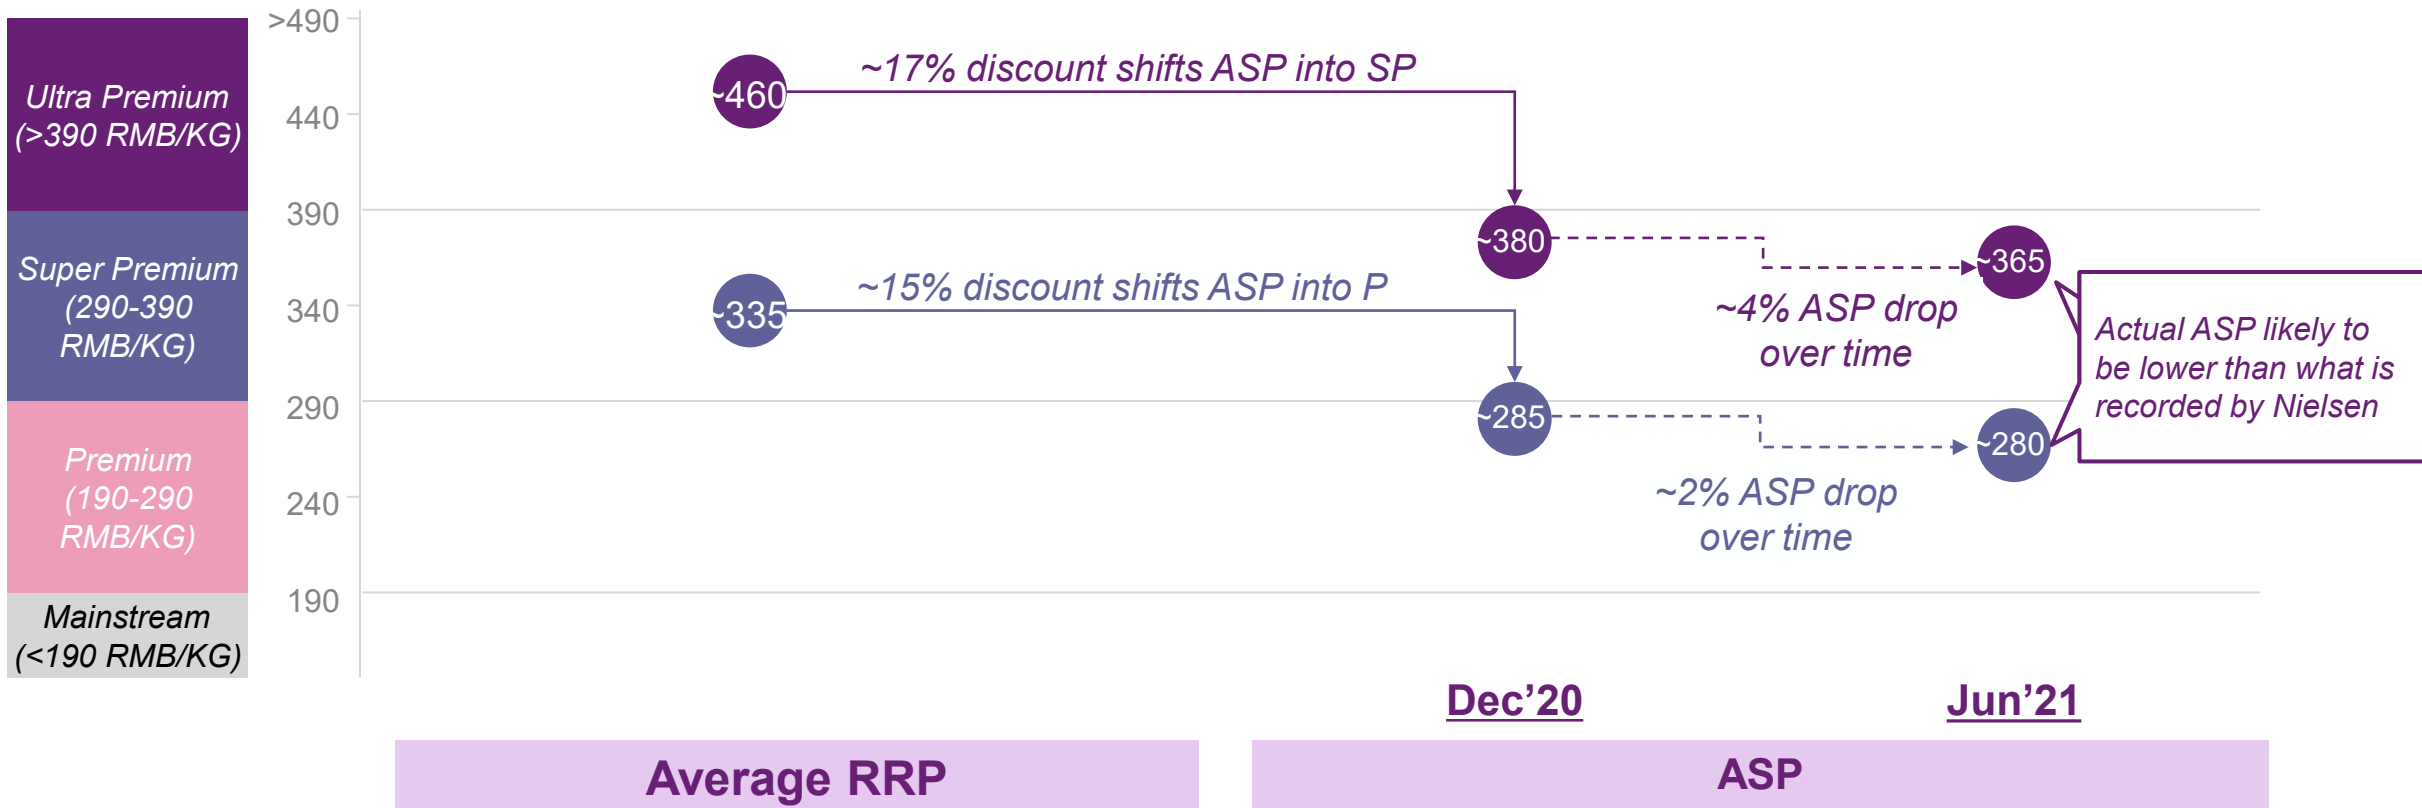 Ultra Premium
(>390 RMB/KG)
Super Premium
(290-390
RMB/KG)
Premium
(190-290
RMB/KG)
Mainstream
(<190 RMB/KG)
>490
440
390
340
290
240
190
~460
~17% discount shifts ASP into SP
~380
~365
~4% ASP drop
over time
~335
~15% discount shifts ASP into P
~285
~280
~2% ASP drop
over time
Actual ASP likely to
be lower than what is
recorded by Nielsen
Dec’20
Jun’21
Average RRP
ASP